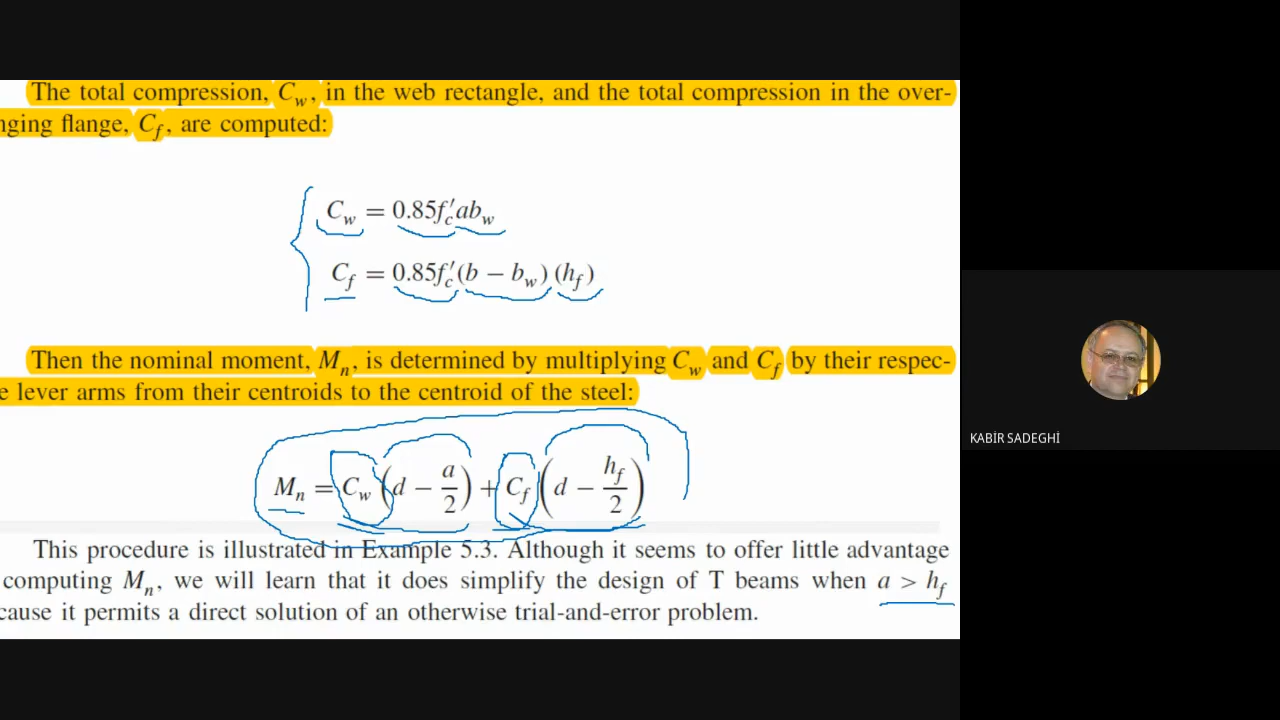 The total compression, C_w, in the web rectangle, and the total compression in the over-
nging flange, C_f, are computed:
C_w = 0.85f'_c ab_w
C_f = 0.85f'_c(b − b_w)(h_f)
Then the nominal moment, M_n, is determined by multiplying C_w and C_f by their respec-
e lever arms from their centroids to the centroid of the steel:
M_n = C_w (d − a/2) + C_f (d − h_f/2)
This procedure is illustrated in Example 5.3. Although it seems to offer little advantage
computing M_n, we will learn that it does simplify the design of T beams when a > h_f
cause it permits a direct solution of an otherwise trial-and-error problem.
KABİR SADEGHİ